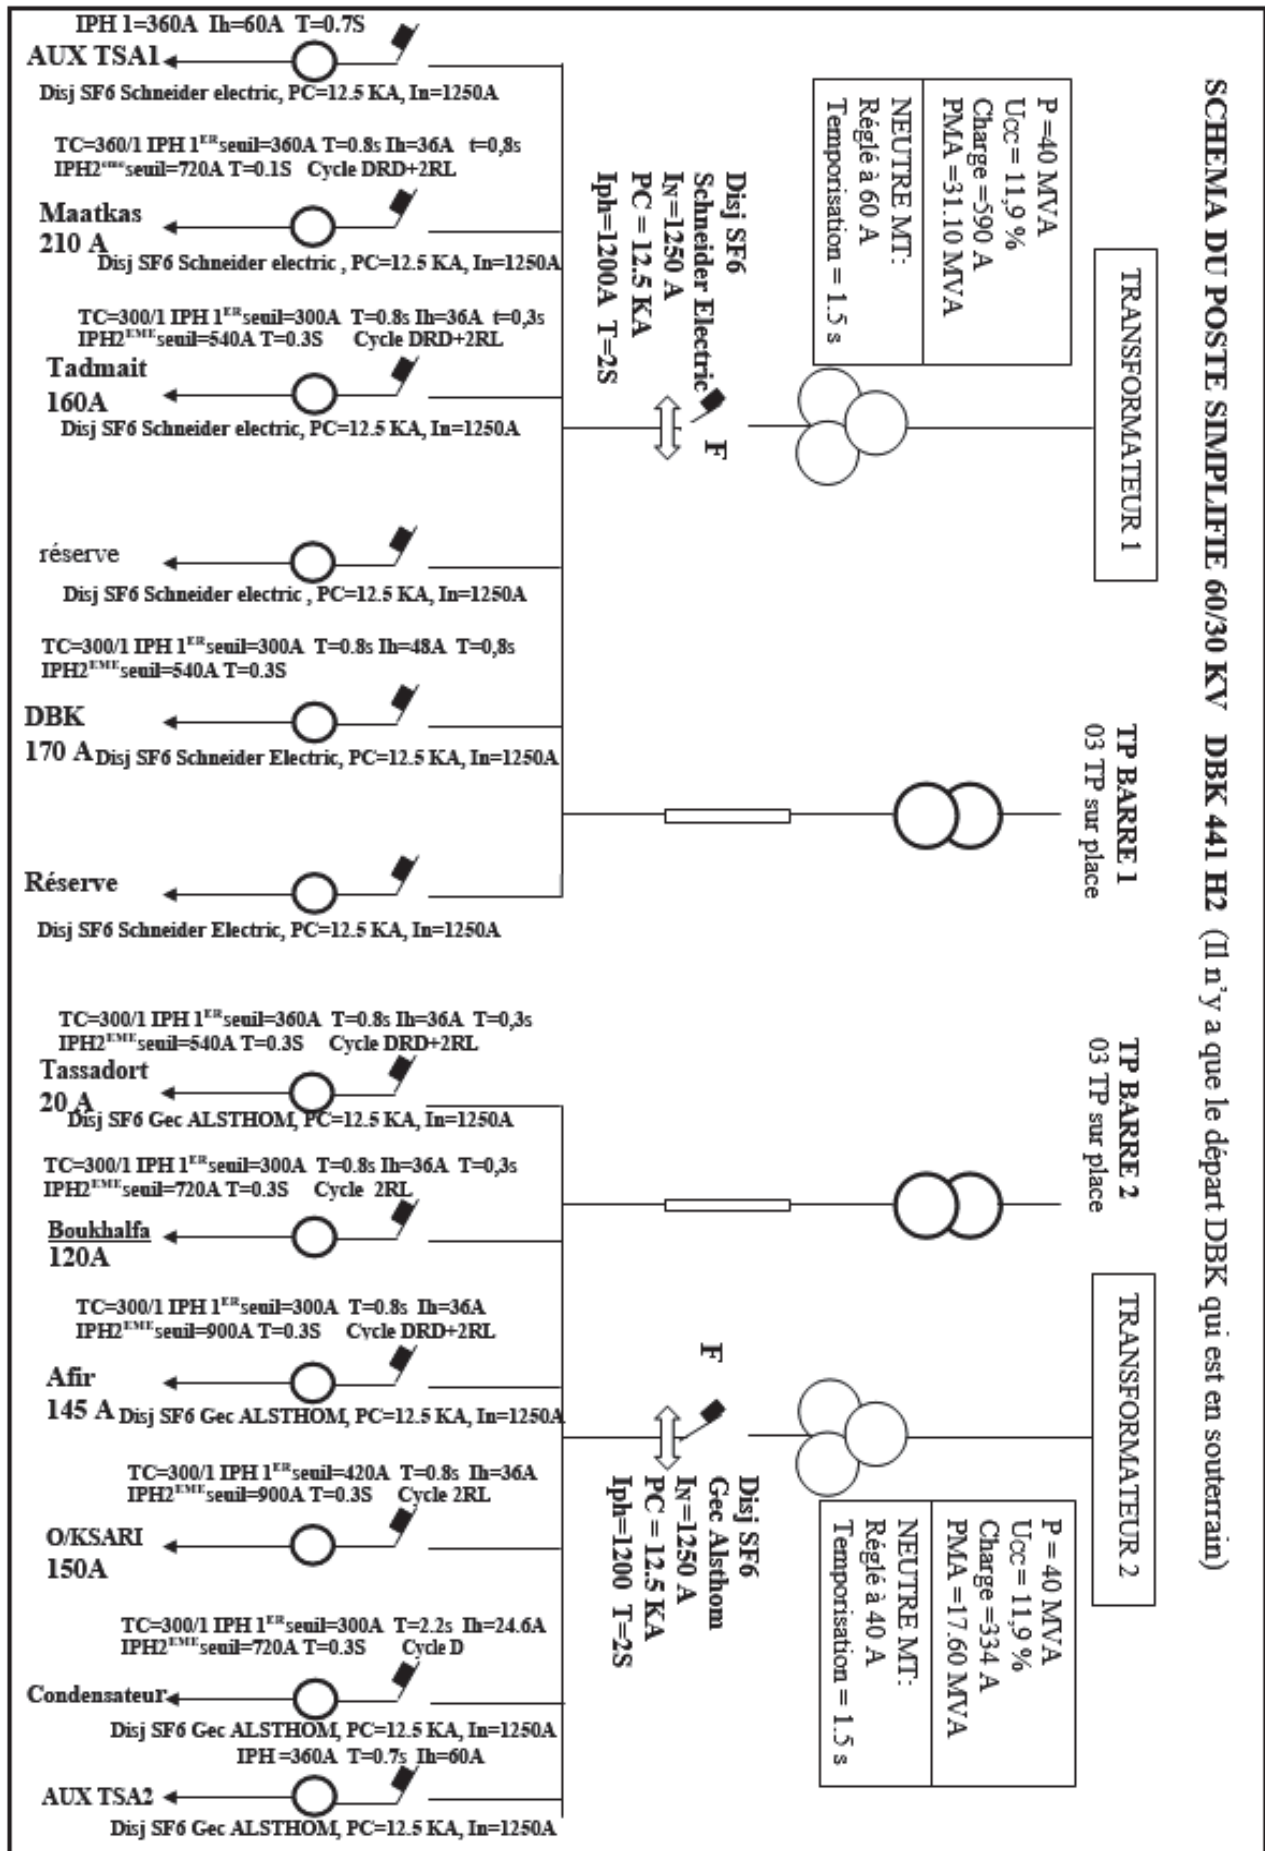 SCHEMA DU POSTE SIMPLIFIE 60/30 KV DBK 441 H2 (Il n'y a que le départ DBK qui est en souterrain)
IPH 1=360A Ih=60A T=0.7S
AUX TSA1
Disj SF6 Schneider electric, PC=12.5 KA, In=1250A
TC=360/1 IPH 1ERseuil=360A T=0.8s Ih=36A t=0,8s
IPH2emeseuil=720A T=0.1S Cycle DRD+2RL
Maatkas
210 A
Disj SF6 Schneider electric , PC=12.5 KA, In=1250A
TC=300/1 IPH 1ERseuil=300A T=0.8s Ih=36A t=0,3s
IPH2EMEseuil=540A T=0.3S Cycle DRD+2RL
Tadmait
160A
Disj SF6 Schneider electric, PC=12.5 KA, In=1250A
réserve
Disj SF6 Schneider electric , PC=12.5 KA, In=1250A
TC=300/1 IPH 1ERseuil=300A T=0.8s Ih=48A T=0,8s
IPH2EMEseuil=540A T=0.3S
DBK
170 A
Disj SF6 Schneider Electric, PC=12.5 KA, In=1250A
Réserve
Disj SF6 Schneider Electric, PC=12.5 KA, In=1250A
TC=300/1 IPH 1ERseuil=360A T=0.8s Ih=36A T=0,3s
IPH2EMEseuil=540A T=0.3S Cycle DRD+2RL
Tassadort
20 A
Disj SF6 Gec ALSTHOM, PC=12.5 KA, In=1250A
TC=300/1 IPH 1ERseuil=300A T=0.8s Ih=36A T=0,3s
IPH2EMEseuil=720A T=0.3S Cycle 2RL
Boukhalfa
120A
TC=300/1 IPH 1ERseuil=300A T=0.8s Ih=36A
IPH2EMEseuil=900A T=0.3S Cycle DRD+2RL
Afir
145 A
Disj SF6 Gec ALSTHOM, PC=12.5 KA, In=1250A
TC=300/1 IPH 1ERseuil=420A T=0.8s Ih=36A
IPH2EMEseuil=900A T=0.3S Cycle 2RL
O/KSARI
150A
TC=300/1 IPH 1ERseuil=300A T=2.2s Ih=24.6A
IPH2EMEseuil=720A T=0.3S Cycle D
Condensateur
Disj SF6 Gec ALSTHOM, PC=12.5 KA, In=1250A
IPH =360A T=0.7s Ih=60A
AUX TSA2
Disj SF6 Gec ALSTHOM, PC=12.5 KA, In=1250A
TRANSFORMATEUR 1
P =40 MVA
Ucc= 11,9 %
Charge =590 A
PMA =31.10 MVA
NEUTRE MT:
Réglé à 60 A
Temporisation = 1.5 s
Disj SF6
Schneider Electric
IN=1250 A
PC = 12.5 KA
Iph=1200A T=2S
F
TP BARRE 1
03 TP sur place
TP BARRE 2
03 TP sur place
TRANSFORMATEUR 2
P = 40 MVA
Ucc= 11,9 %
Charge =334 A
PMA =17.60 MVA
NEUTRE MT:
Réglé à 40 A
Temporisation = 1.5 s
F
Disj SF6
Gec Alsthom
IN=1250 A
PC = 12.5 KA
Iph=1200 T=2S